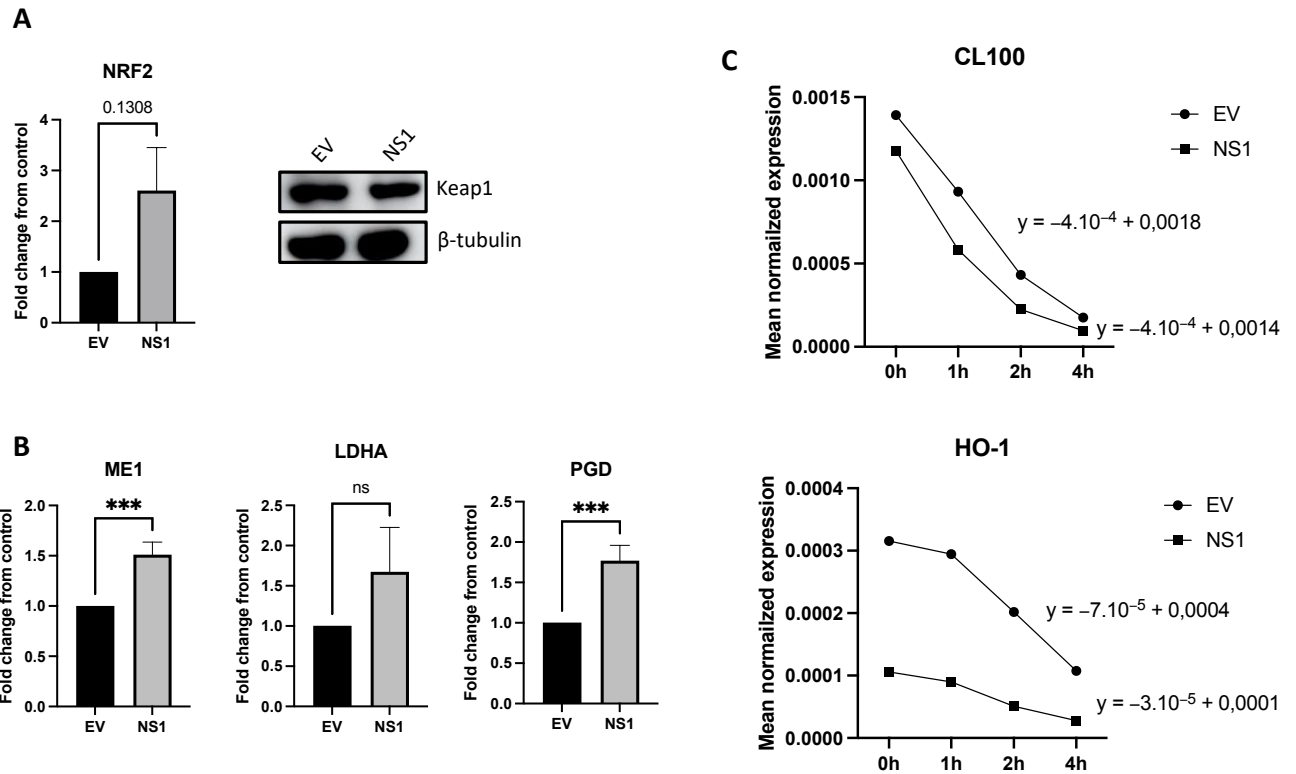 A
NRF2
0.1308
Fold change from control
4
3
2
1
0
EV
NS1
EV
NS1
Keap1
β-tubulin
B
ME1
***
Fold change from control
2.0
1.5
1.0
0.5
0.0
EV
NS1
LDHA
ns
Fold change from control
2.5
2.0
1.5
1.0
0.5
0.0
EV
NS1
PGD
***
Fold change from control
2.5
2.0
1.5
1.0
0.5
0.0
EV
NS1
C
CL100
Mean normailzed expression
0.0015
0.0010
0.0005
0.0000
0h
1h
2h
4h
EV
NS1
y = −4.10⁻⁴ + 0,0018
y = −4.10⁻⁴ + 0,0014
HO-1
Mean normailzed expression
0.0004
0.0003
0.0002
0.0001
0.0000
0h
1h
2h
4h
EV
NS1
y = −7.10⁻⁵ + 0,0004
y = −3.10⁻⁵ + 0,0001